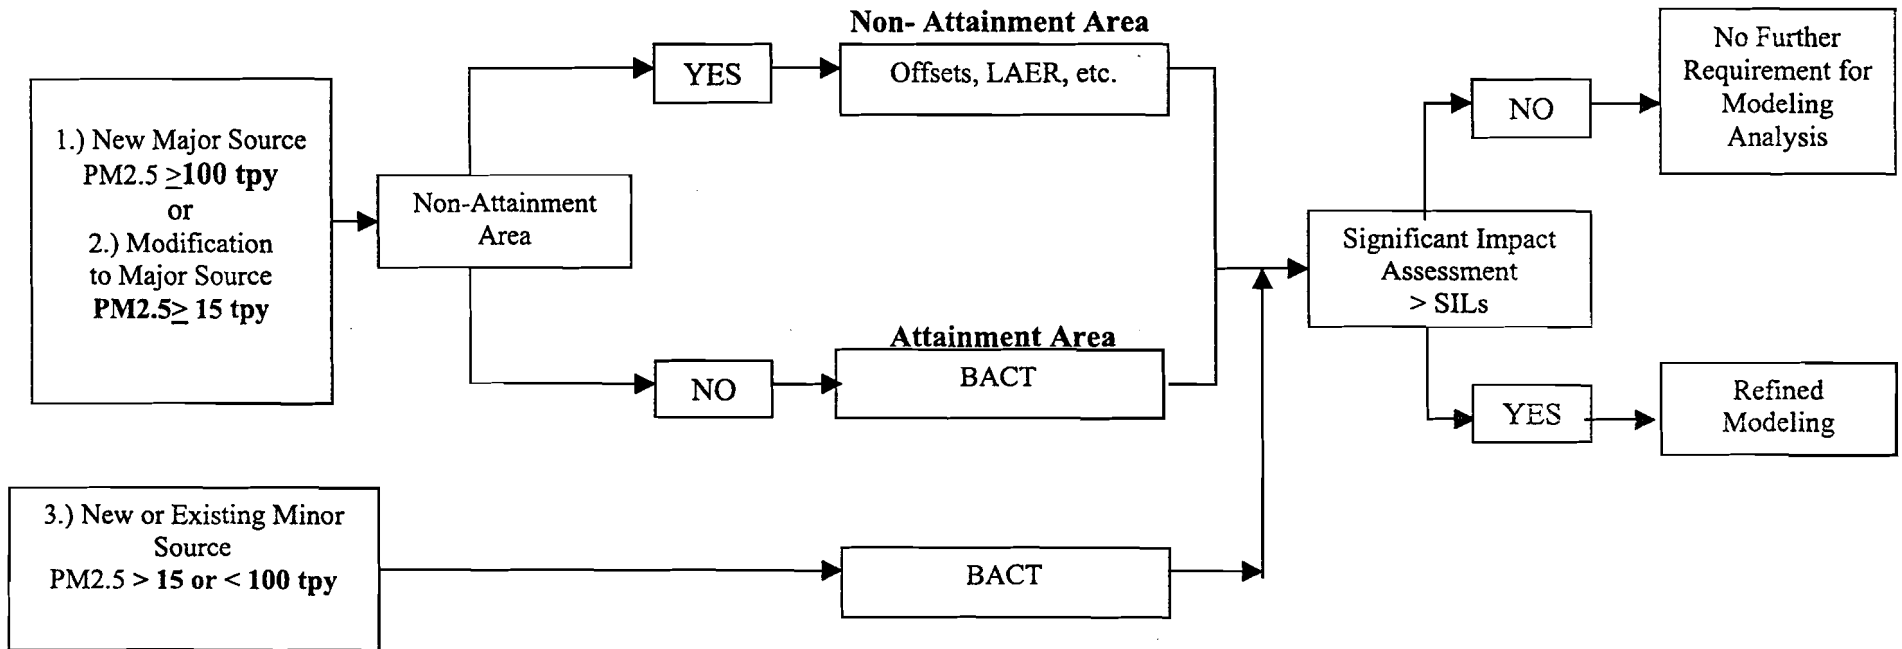 1.) New Major Source
PM2.5 ≥100 tpy
or
2.) Modification
to Major Source
PM2.5≥ 15 tpy
Non-Attainment
Area
YES
Non- Attainment Area
Offsets, LAER, etc.
NO
Attainment Area
BACT
3.) New or Existing Minor
Source
PM2.5 > 15 or < 100 tpy
BACT
Significant Impact
Assessment
> SILs
NO
No Further
Requirement for
Modeling
Analysis
YES
Refined
Modeling